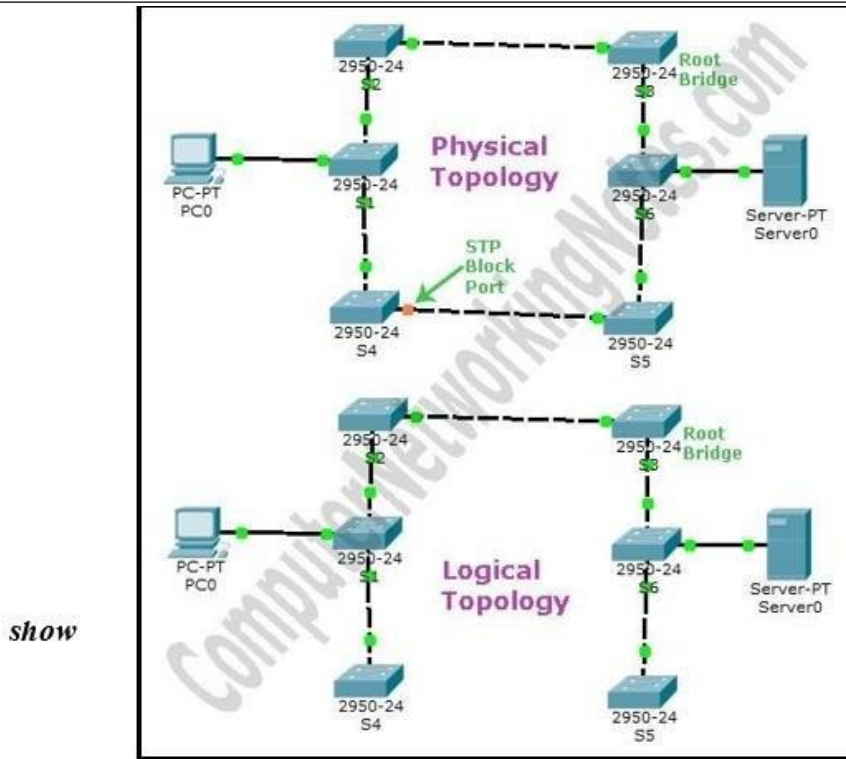 2950-24
S2
2950-24
S3
Root
Bridge
Physical
Topology
PC-PT
PC0
2950-24
S1
2950-24
S6
Server-PT
Server0
STP
Block
Port
2950-24
S4
2950-24
S5
2950-24
S2
2950-24
S3
Root
Bridge
PC-PT
PC0
2950-24
S1
Logical
Topology
2950-24
S6
Server-PT
Server0
show
2950-24
S4
2950-24
S5
ComputerNetworkingNotes.com